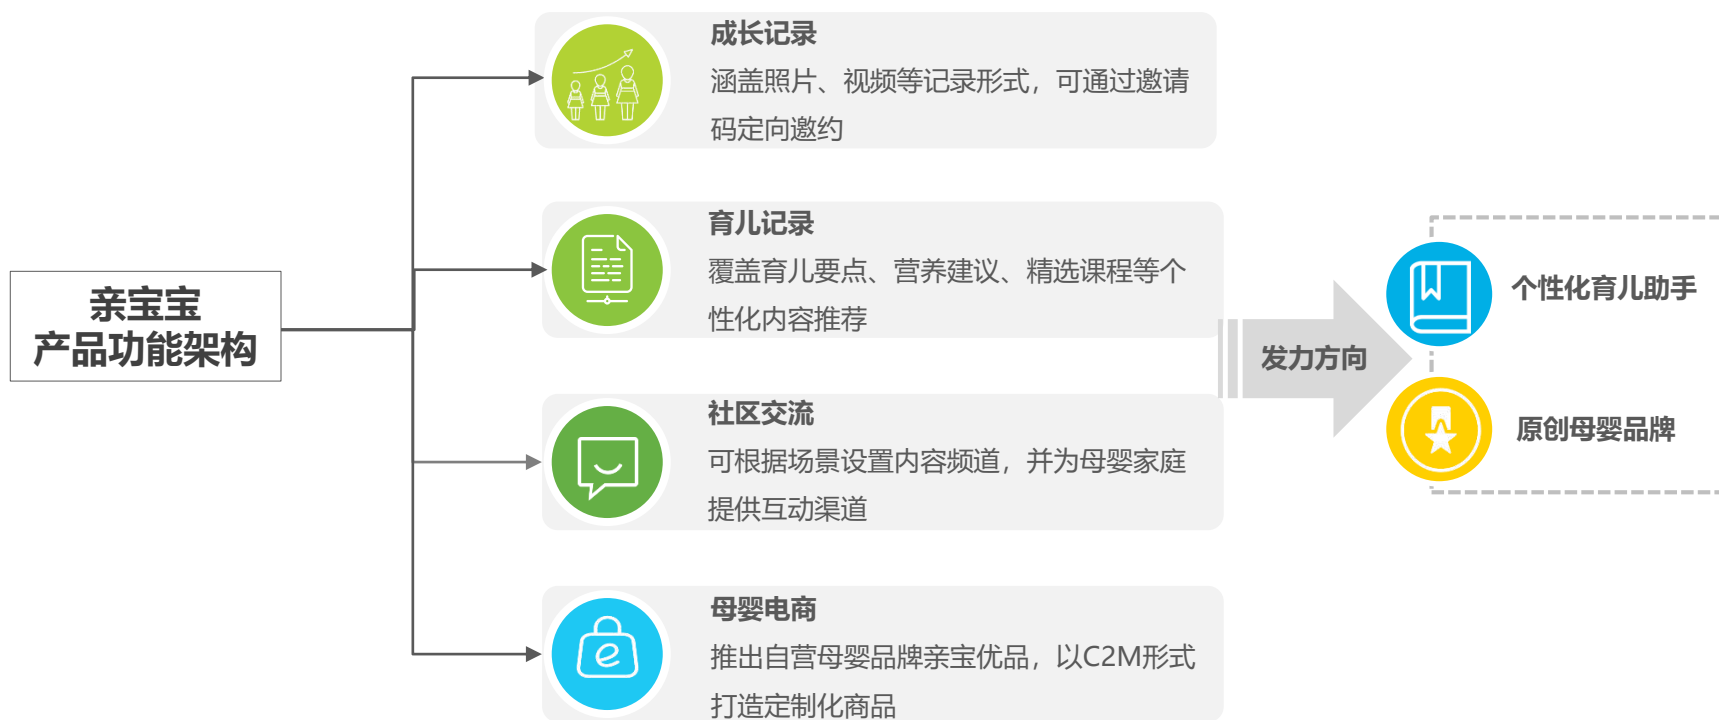 亲宝宝
产品功能架构
成长记录
涵盖照片、视频等记录形式，可通过邀请
码定向邀约
育儿记录
覆盖育儿要点、营养建议、精选课程等个
性化内容推荐
社区交流
可根据场景设置内容频道，并为母婴家庭
提供互动渠道
母婴电商
推出自营母婴品牌亲宝优品，以C2M形式
打造定制化商品
发力方向
个性化育儿助手
原创母婴品牌